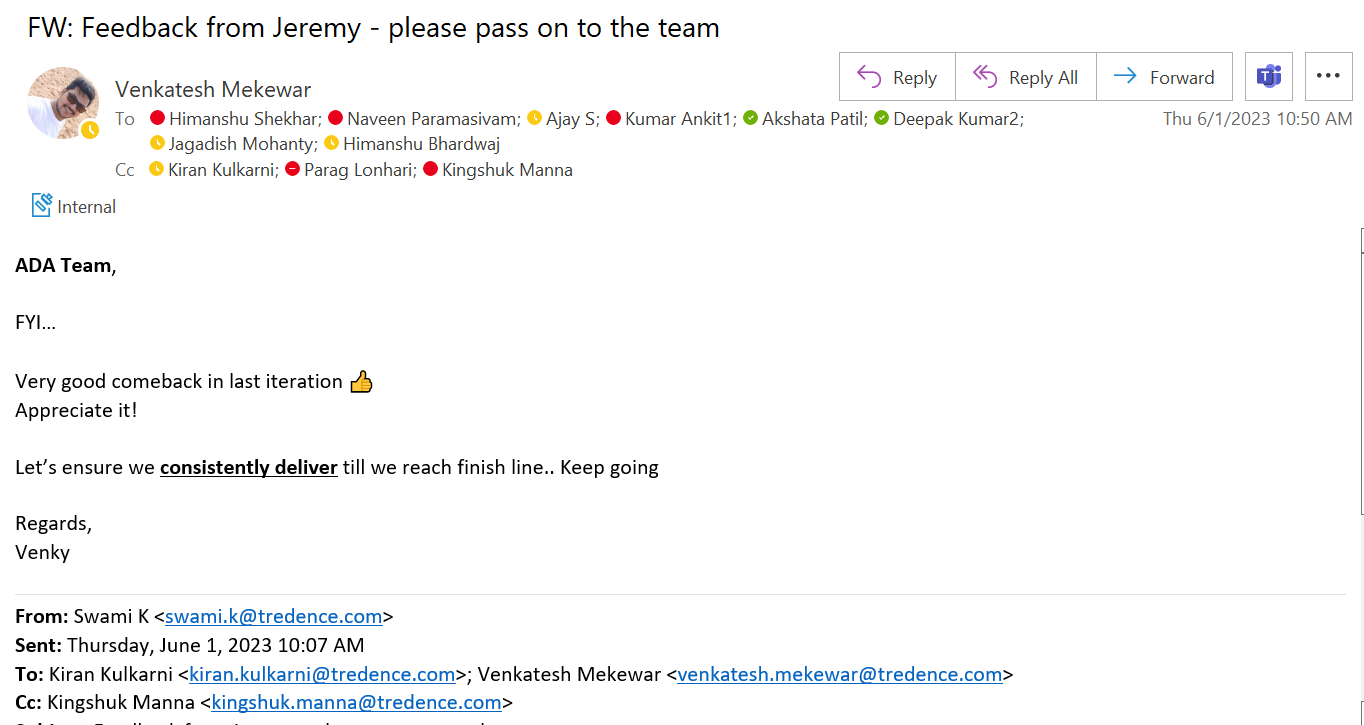 FW: Feedback from Jeremy - please pass on to the team
Venkatesh Mekewar
Reply
Reply All
Forward
To Himanshu Shekhar; Naveen Paramasivam; Ajay S; Kumar Ankit1; Akshata Patil; Deepak Kumar2;
Jagadish Mohanty; Himanshu Bhardwaj
Thu 6/1/2023 10:50 AM
Cc Kiran Kulkarni; Parag Lonhari; Kingshuk Manna
Internal
ADA Team,
FYI...
Very good comeback in last iteration 👍
Appreciate it!
Let’s ensure we consistently deliver till we reach finish line.. Keep going
Regards,
Venky
From: Swami K <swami.k@tredence.com>
Sent: Thursday, June 1, 2023 10:07 AM
To: Kiran Kulkarni <kiran.kulkarni@tredence.com>; Venkatesh Mekewar <venkatesh.mekewar@tredence.com>
Cc: Kingshuk Manna <kingshuk.manna@tredence.com>